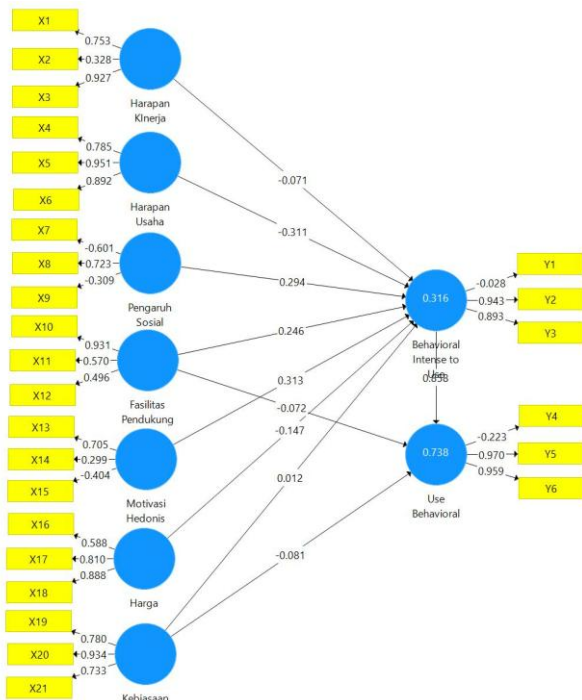 X1
0.753
X2
0.328
X3
0.927
Harapan
KInerja
X4
0.785
X5
0.951
X6
0.892
Harapan
Usaha
X7
-0.601
X8
0.723
X9
-0.309
Pengaruh
Sosial
X10
0.931
X11
0.570
X12
0.496
Fasilitas
Pendukung
X13
0.705
X14
0.299
X15
-0.404
Motivasi
Hedonis
X16
0.588
X17
0.810
X18
0.888
Harga
X19
0.780
X20
0.934
X21
0.733
Kebiasaan
-0.071
-0.311
0.294
0.246
0.313
-0.072
-0.147
0.012
-0.081
0.316
Behavioral
Intense to
Use
0.858
-0.028
Y1
0.943
Y2
0.893
Y3
0.738
Use
Behavioral
-0.223
Y4
0.970
Y5
0.959
Y6